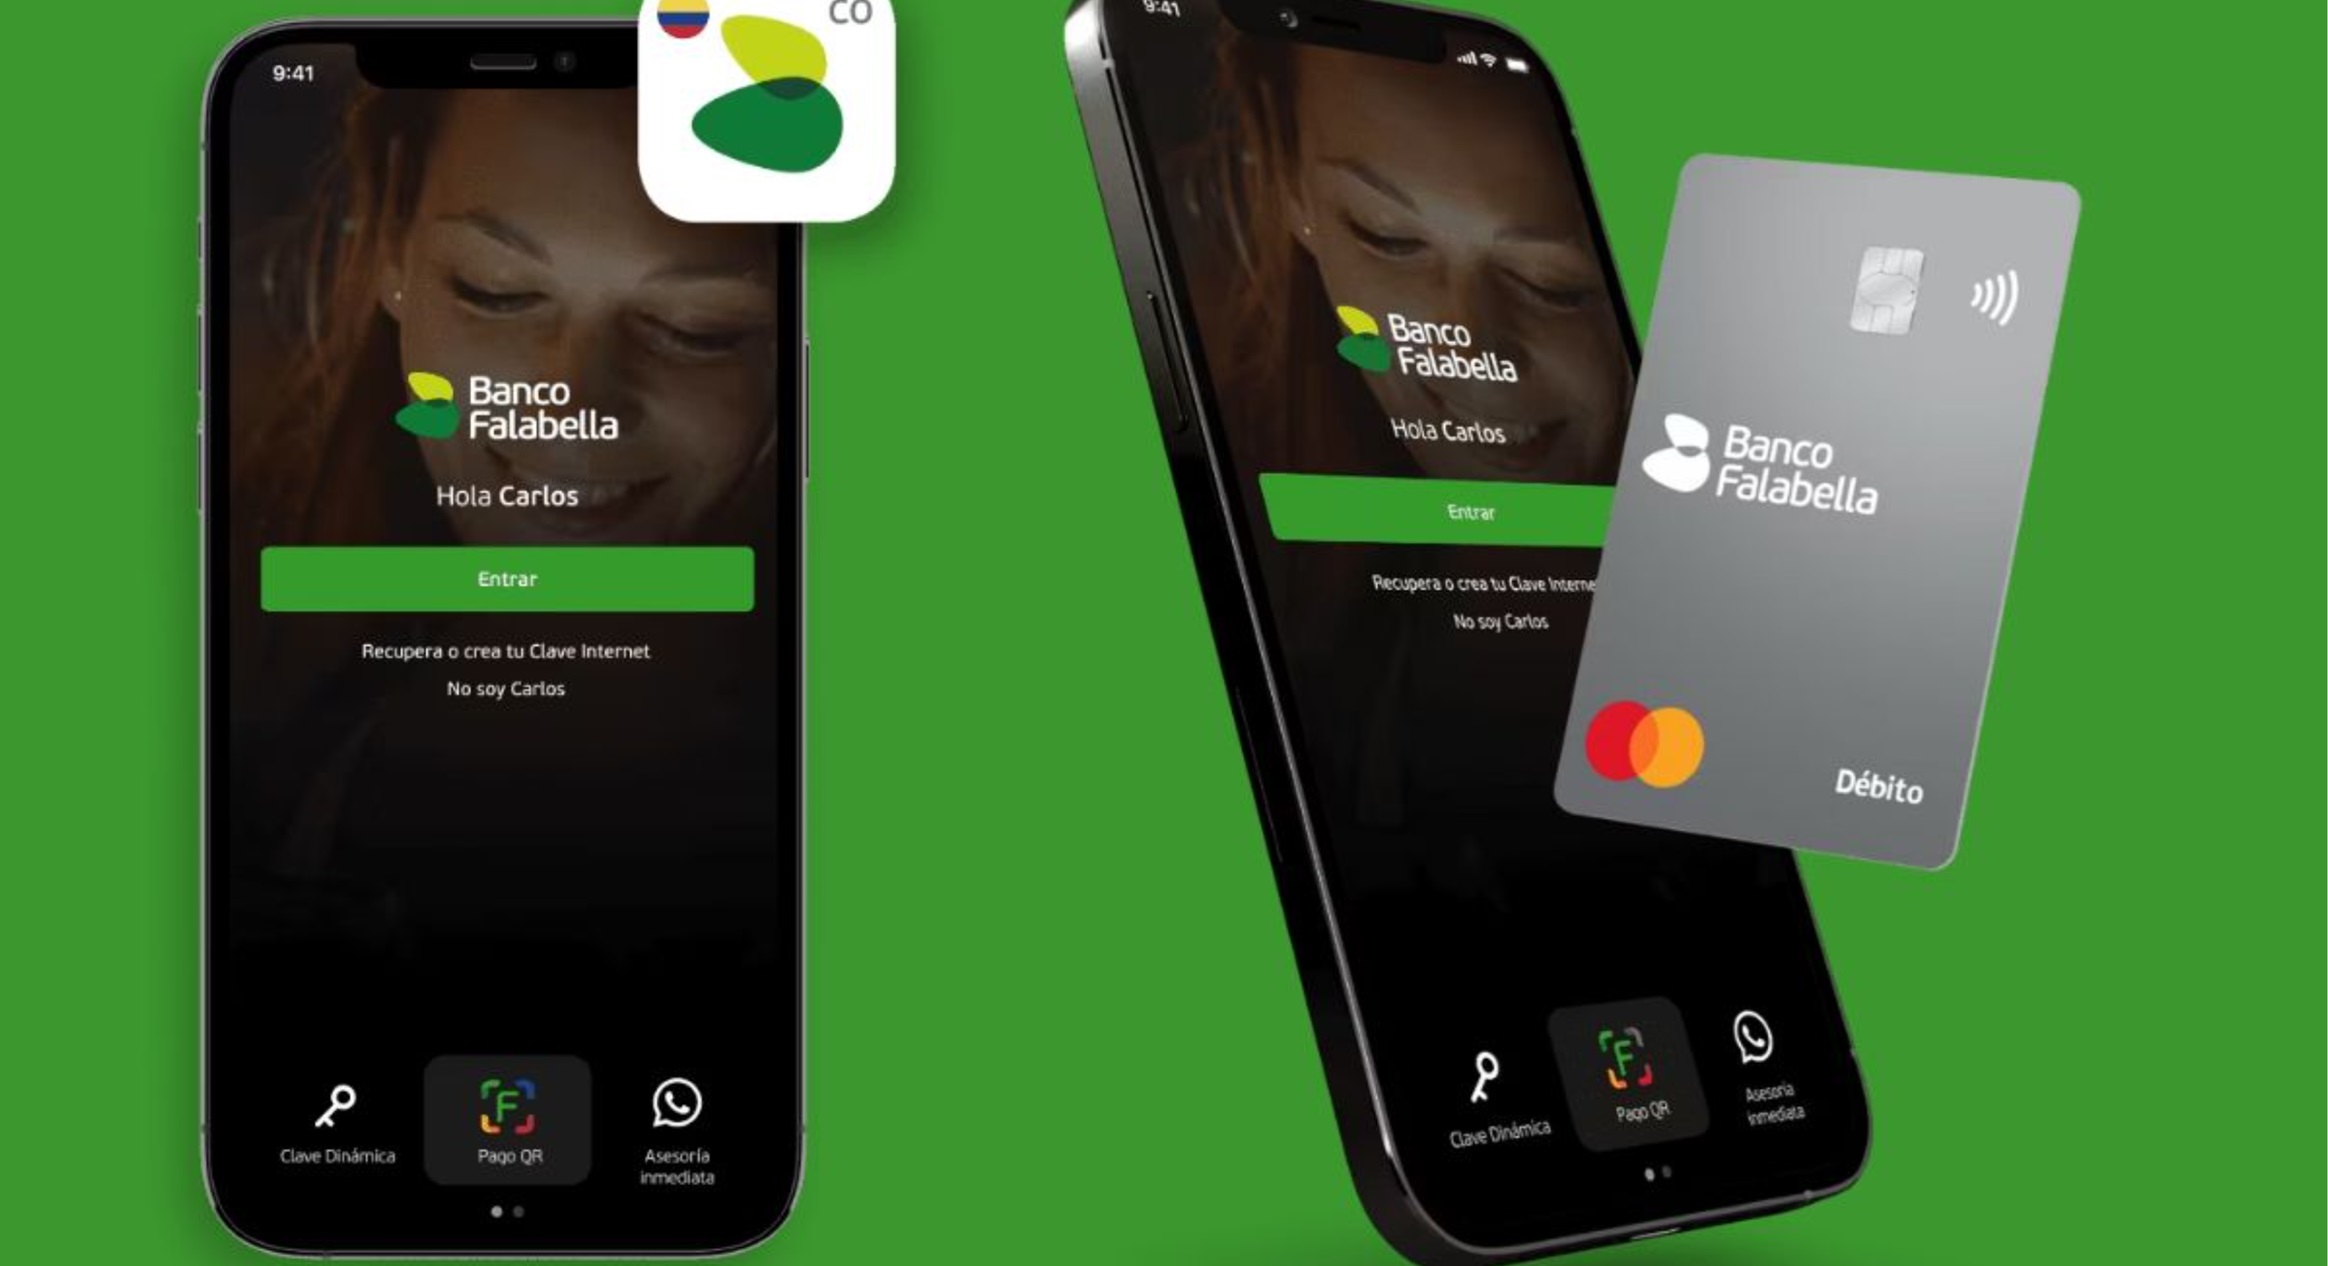 9:41
CO
Banco
Falabella
Hola Carlos
Entrar
Recupera o crea tu Clave Internet
No soy Carlos
Clave Dinámica
Pago QR
Asesoría
inmediata
9:41
Banco
Falabella
Hola Carlos
Entrar
Recupera o crea tu Clave Interne
No soy Carlos
Clave Dinámica
Pago QR
Asesoría
inmediata
Banco
Falabella
Débito